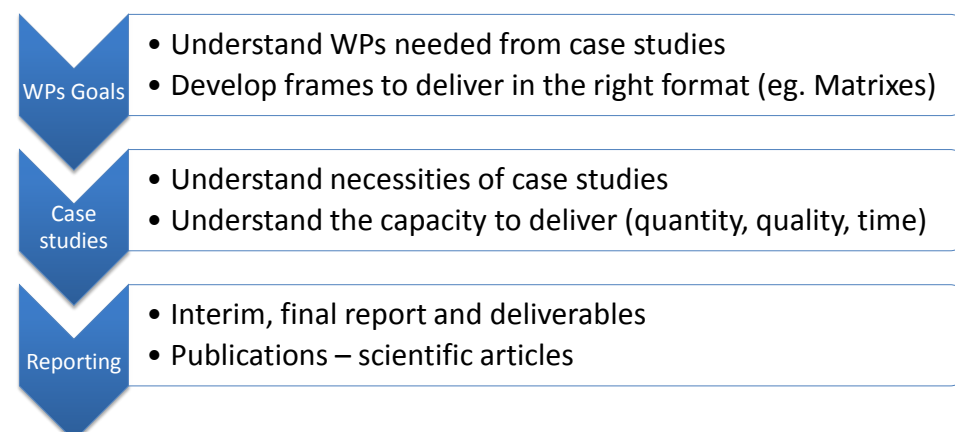 WPs Goals
• Understand WPs needed from case studies
• Develop frames to deliver in the right format (eg. Matrixes)
Case
studies
• Understand necessities of case studies
• Understand the capacity to deliver (quantity, quality, time)
Reporting
• Interim, final report and deliverables
• Publications – scientific articles